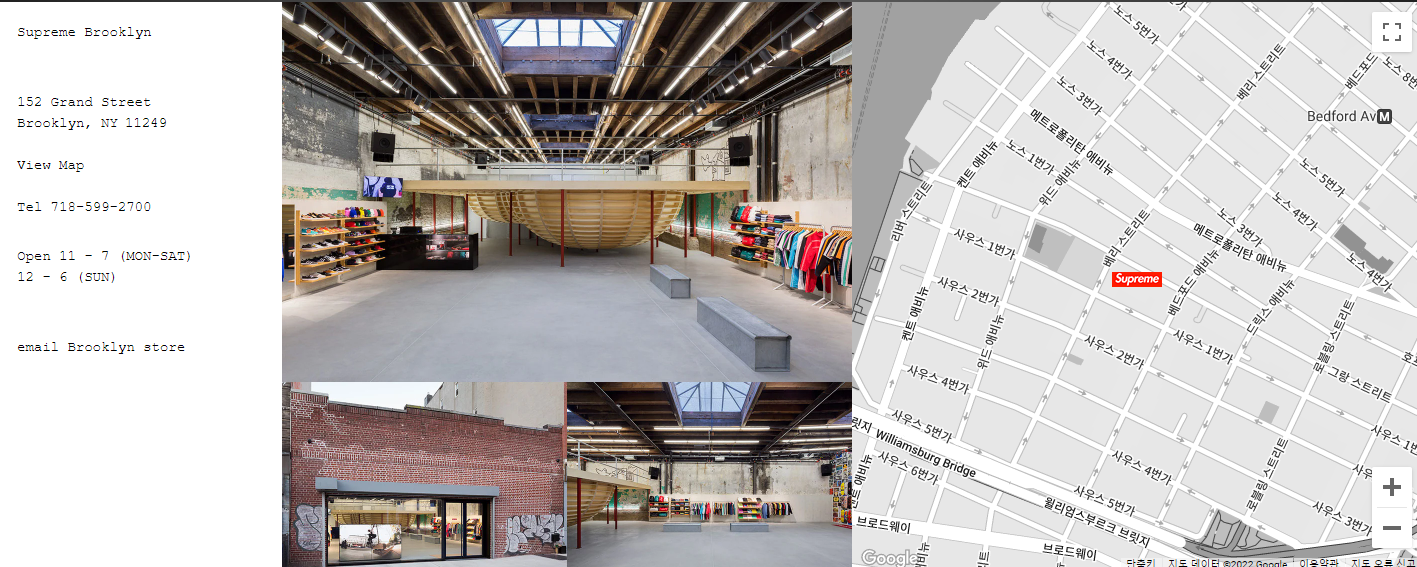 Supreme Brooklyn
152 Grand Street
Brooklyn, NY 11249
View Map
Tel 718-599-2700
Open 11 - 7 (MON-SAT)
12 - 6 (SUN)
email Brooklyn store
노스 5번가
노스 4번가
노스 3번가
베리 스트리트
베드포드
노스 8번
Bedford Av M
메트로폴리탄 애비뉴
노스 1번가
켄트 애비뉴
위드 애비뉴
노스 5번가
노스 4번가
리버 스트리트
사우스 1번가
베리 스트리트
노스 3번가
메트로폴리탄 애비뉴
노스 4번가
Supreme
사우스 2번가
켄트 애비뉴
위드 애비뉴
베드포드 애비뉴
드릭스 애비뉴
로블링 스트리트
사우스 1번가
사우스 2번가
그랑 스트리트
사우스 4번가
사우스 5번가
릿지 Williamsburg Bridge
사우스 6번가
사우스 4번가
사우스 5번가
로블링 스트리트
사우스 1번
사우스 3번가
윌리엄스부르크 브릿지
브로드웨이
브로드웨이
Google
단축키
지도 데이터 ©2022 Google
이용약관
지도 오류 신고